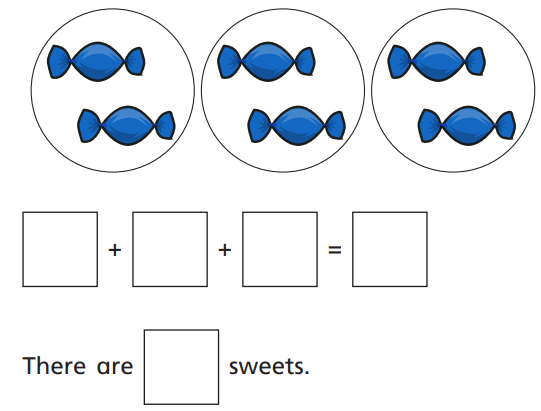 + + =
There are sweets.